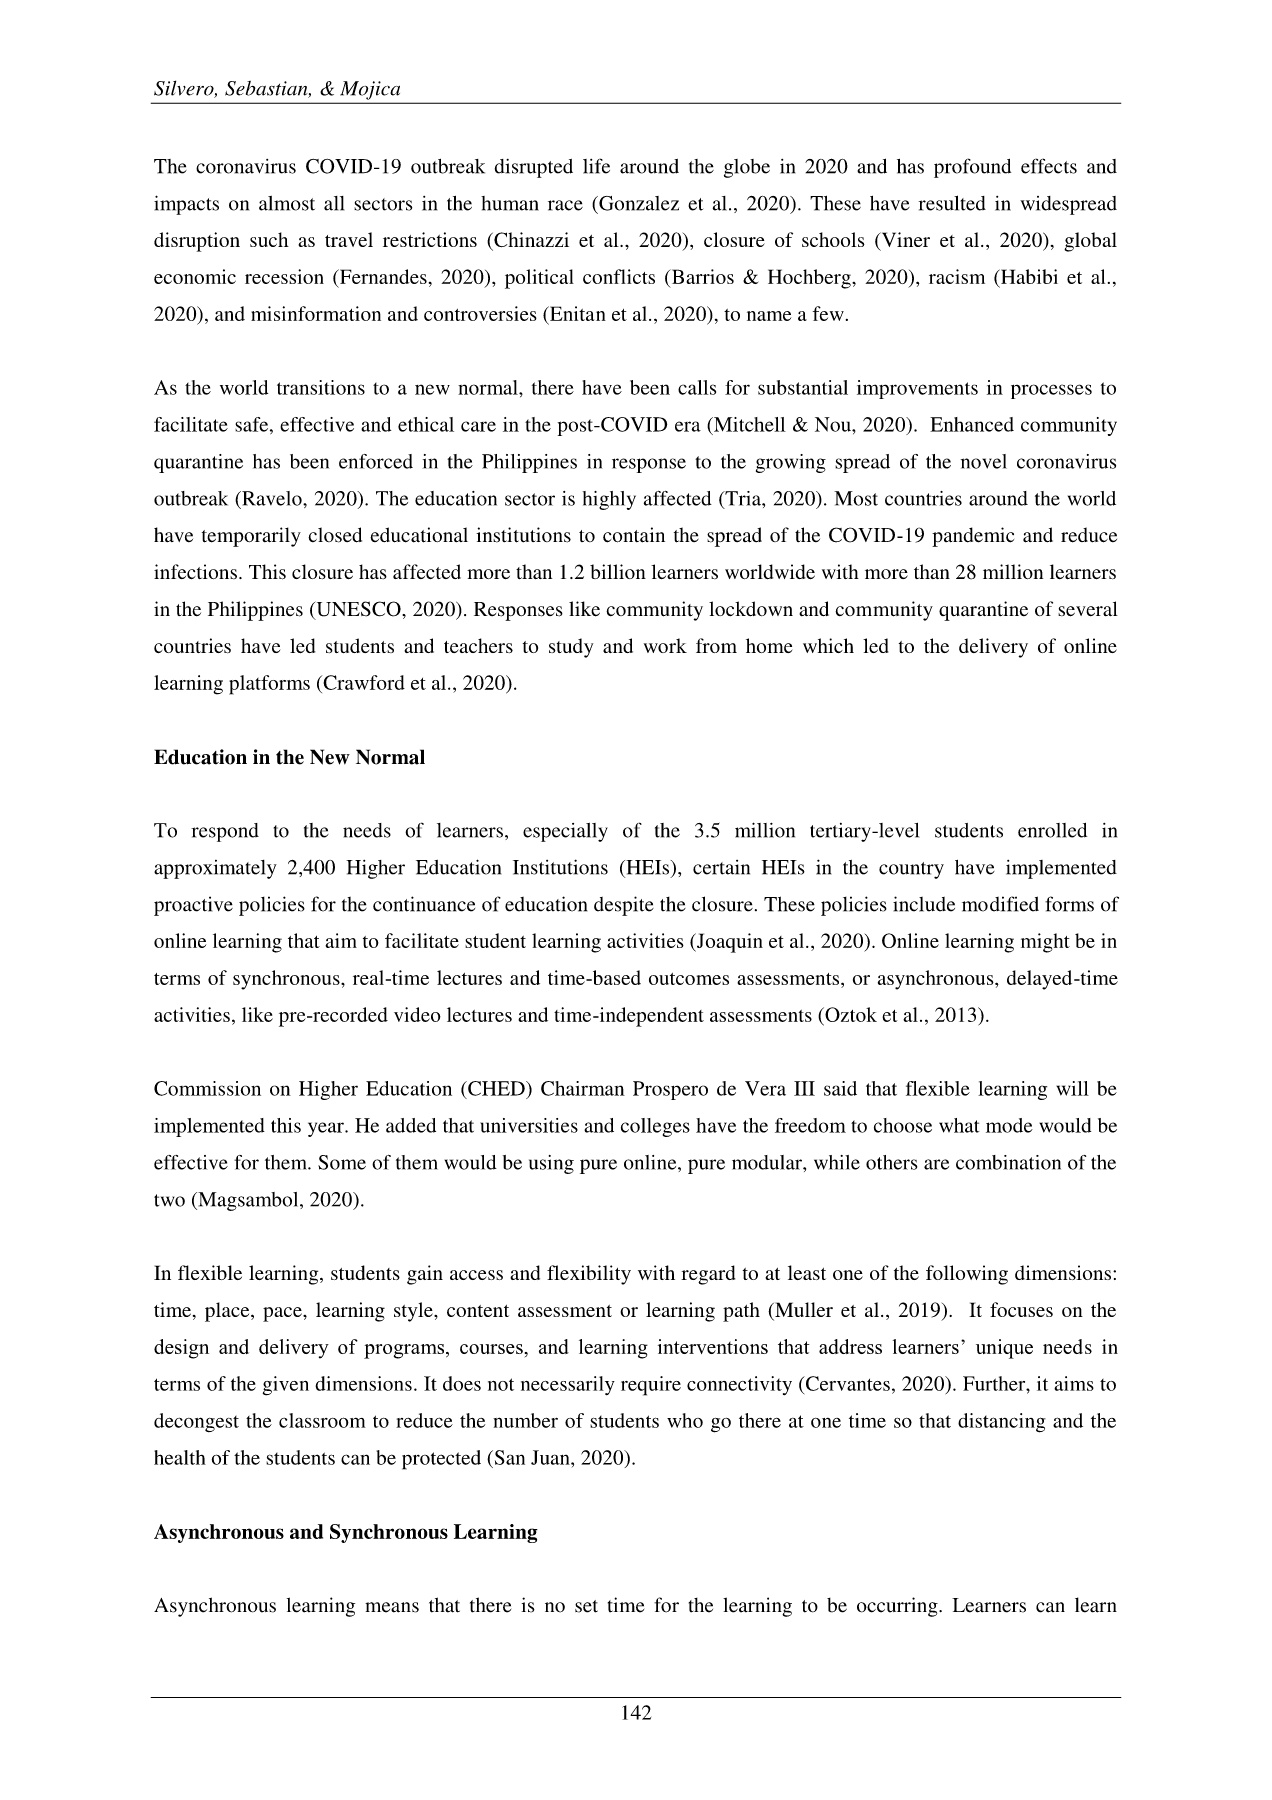 Silvero, Sebastian, & Mojica
The coronavirus COVID-19 outbreak disrupted life around the globe in 2020 and has profound effects and
impacts on almost all sectors in the human race (Gonzalez et al., 2020). These have resulted in widespread
disruption such as travel restrictions (Chinazzi et al., 2020), closure of schools (Viner et al., 2020), global
economic recession (Fernandes, 2020), political conflicts (Barrios & Hochberg, 2020), racism (Habibi et al.,
2020), and misinformation and controversies (Enitan et al., 2020), to name a few.
As the world transitions to a new normal, there have been calls for substantial improvements in processes to
facilitate safe, effective and ethical care in the post-COVID era (Mitchell & Nou, 2020). Enhanced community
quarantine has been enforced in the Philippines in response to the growing spread of the novel coronavirus
outbreak (Ravelo, 2020). The education sector is highly affected (Tria, 2020). Most countries around the world
have temporarily closed educational institutions to contain the spread of the COVID-19 pandemic and reduce
infections. This closure has affected more than 1.2 billion learners worldwide with more than 28 million learners
in the Philippines (UNESCO, 2020). Responses like community lockdown and community quarantine of several
countries have led students and teachers to study and work from home which led to the delivery of online
learning platforms (Crawford et al., 2020).
Education in the New Normal
To respond to the needs of learners, especially of the 3.5 million tertiary-level students enrolled in
approximately 2,400 Higher Education Institutions (HEIs), certain HEIs in the country have implemented
proactive policies for the continuance of education despite the closure. These policies include modified forms of
online learning that aim to facilitate student learning activities (Joaquin et al., 2020). Online learning might be in
terms of synchronous, real-time lectures and time-based outcomes assessments, or asynchronous, delayed-time
activities, like pre-recorded video lectures and time-independent assessments (Oztok et al., 2013).
Commission on Higher Education (CHED) Chairman Prospero de Vera III said that flexible learning will be
implemented this year. He added that universities and colleges have the freedom to choose what mode would be
effective for them. Some of them would be using pure online, pure modular, while others are combination of the
two (Magsambol, 2020).
In flexible learning, students gain access and flexibility with regard to at least one of the following dimensions:
time, place, pace, learning style, content assessment or learning path (Muller et al., 2019). It focuses on the
design and delivery of programs, courses, and learning interventions that address learners’ unique needs in
terms of the given dimensions. It does not necessarily require connectivity (Cervantes, 2020). Further, it aims to
decongest the classroom to reduce the number of students who go there at one time so that distancing and the
health of the students can be protected (San Juan, 2020).
Asynchronous and Synchronous Learning
Asynchronous learning means that there is no set time for the learning to be occurring. Learners can learn
142